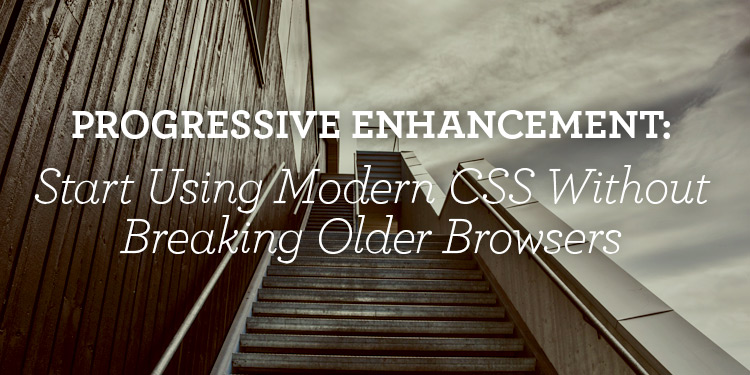 PROGRESSIVE ENHANCEMENT:
Start Using Modern CSS Without
Breaking Older Browsers